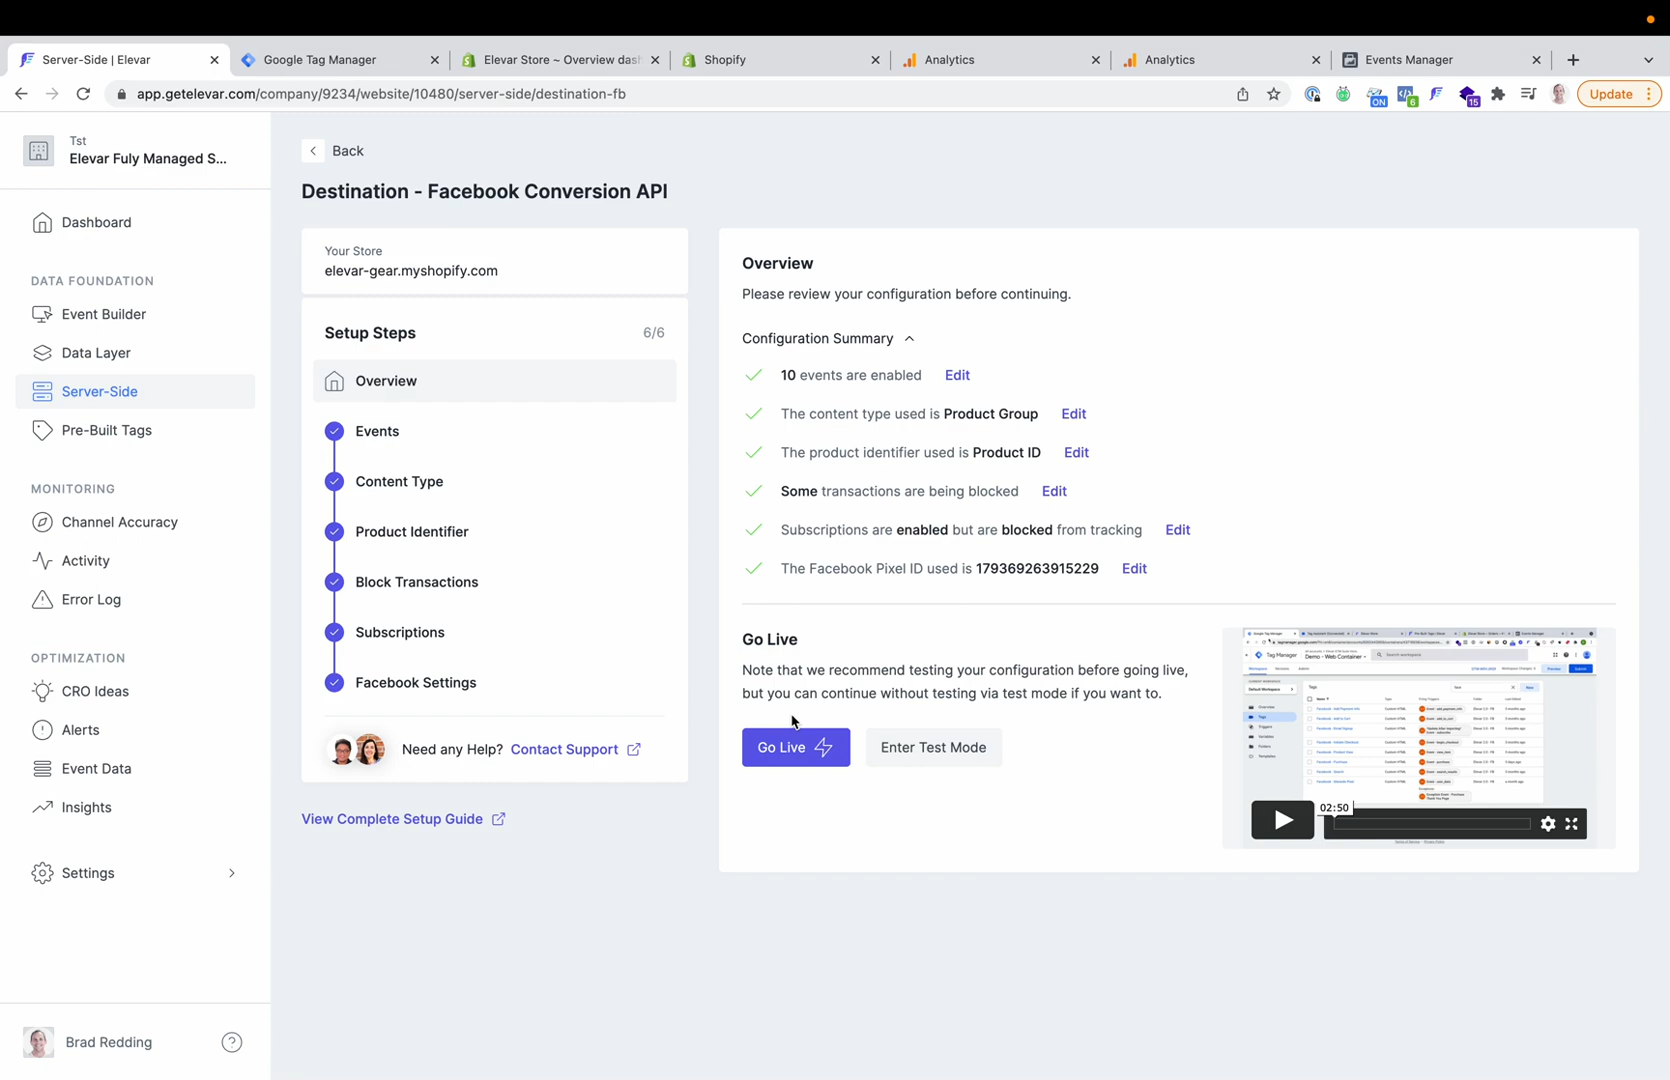 Server-Side | Elevar
Google Tag Manager
Elevar Store ~ Overview das
Shopify
Analytics
Analytics
Events Manager
app.getelevar.com/company/9234/website/10480/server-side/destination-fb
ON
6
15
Update
Tst
Elevar Fuly Managed S...
Dashboard
DATA FOUNDATION
Event Builder
Data Layer
Server-Side
Pre-Built Tags
MONITORING
Channel Accuracy
Activity
Error Log
OPTIMIZATION
CRO Ideas
Alerts
Event Data
Insights
Settings
Brad Redding
?
Back
Destination - Facebook Conversion API
Your Store
elevar-gear.myshopify.com
Setup Steps 6/6
Overview
Events
Content Type
Product Identifier
Block Transactions
Subscriptions
Facebook Settings
Need any Help? Contact Support
View Complete Setup Guide
Overview
Please review your configuration before continuing.
Configuration Summary
10 events are enabled Edit
The content type used is Product Group Edit
The product identifier used is Product ID Edit
Some transactions are being blocked Edit
Subscriptions are enabled but are blocked from tracking Edit
The Facebook Pixel ID used is 179369263915229 Edit
Go Live
Note that we recommend testing your configuration before going live,
but you can continue without testing via test mode if you want to.
Go Live
Enter Test Mode
Tag Manager
Demo - Web Container
02:50